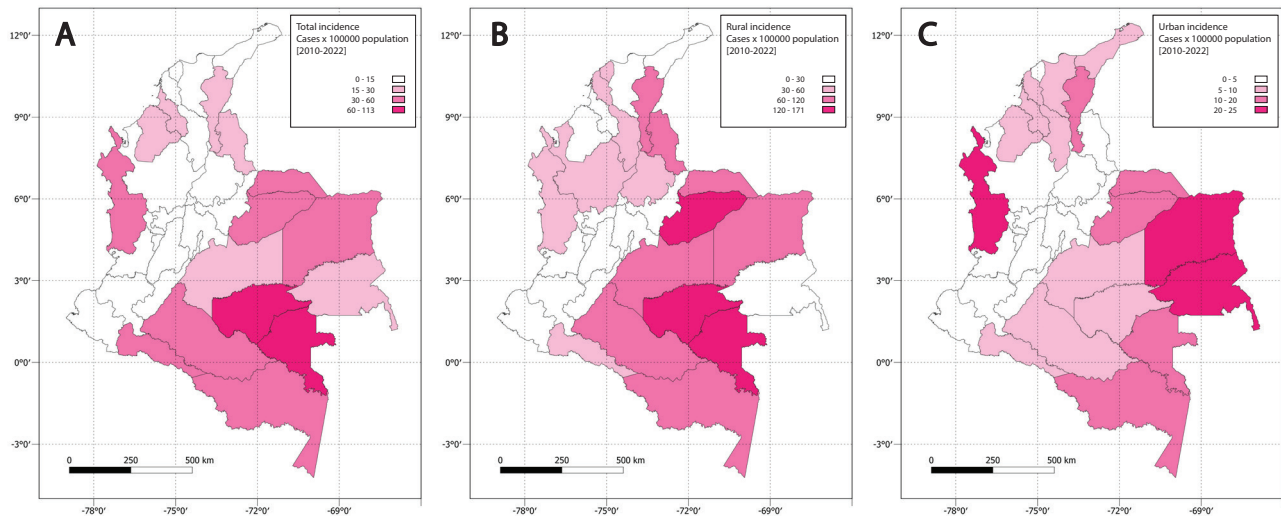 A
Total incidence
Cases x 100000 population
[2010-2022]
0 - 15
15 - 30
30 - 60
60 - 113
12°0'
9°0'
6°0'
3°0'
0°0'
-3°0'
0 250 500 km
-78°0' -75°0' -72°0' -69°0'
B
Rural incidence
Cases x 100000 population
[2010-2022]
0 - 30
30 - 60
60 - 120
120 - 171
12°0'
9°0'
6°0'
3°0'
0°0'
-3°0'
0 250 500 km
-78°0' -75°0' -72°0' -69°0'
C
Urban incidence
Cases x 100000 population
[2010-2022]
0 - 5
5 - 10
10 - 20
20 - 25
12°0'
9°0'
6°0'
3°0'
0°0'
-3°0'
0 250 500 km
-78°0' -75°0' -72°0' -69°0'